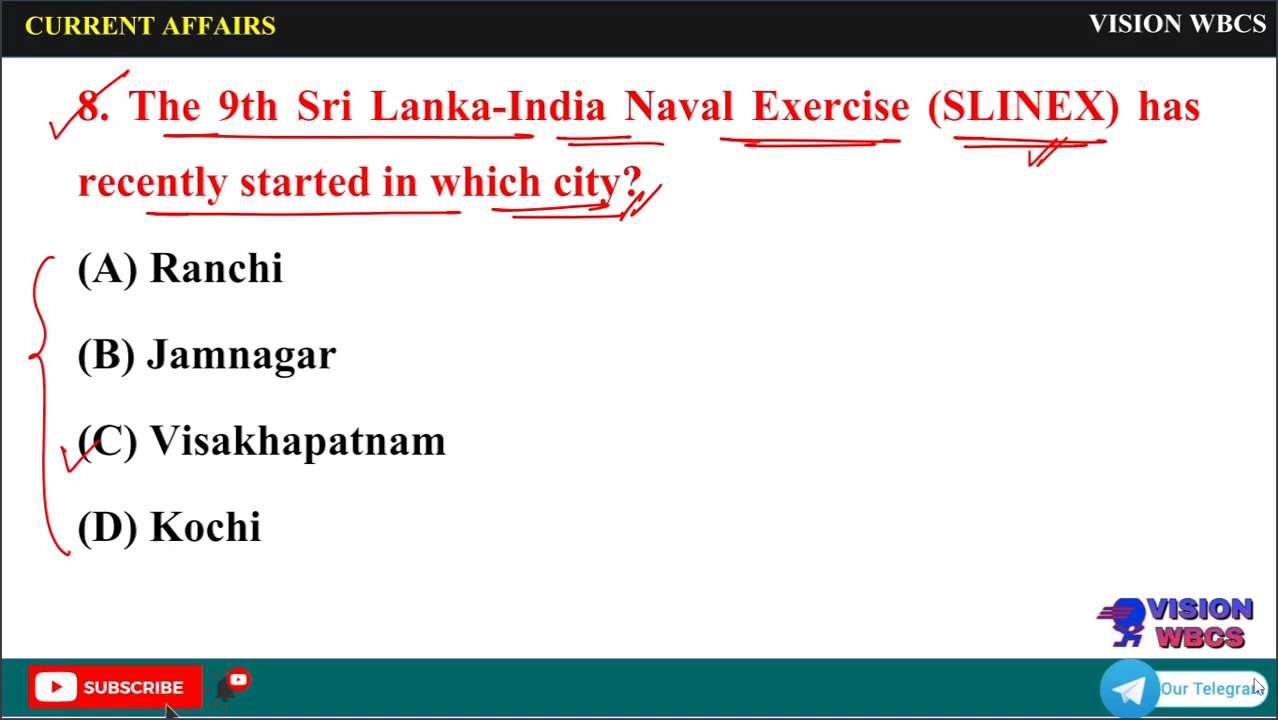 CURRENT AFFAIRS
VISION WBCS
8. The 9th Sri Lanka-India Naval Exercise (SLINEX) has
recently started in which city?
(A) Ranchi
(B) Jamnagar
(C) Visakhapatnam
(D) Kochi
VISION
WBCS
SUBSCRIBE
Our Telegram